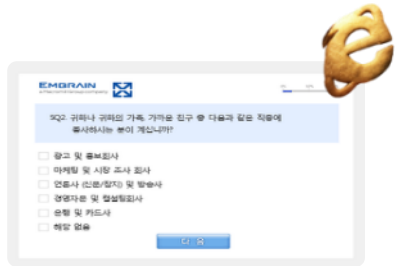 EMBRAIN
SQ2. 귀하나 귀하의 가족, 가까운 친구 중 다음과 같은 직종에
종사하시는 분이 계십니까?
광고 및 홍보회사
마케팅 및 시장 조사 회사
언론사 (신문/잡지) 및 방송사
경영자문 및 컨설팅회사
은행 및 카드사
해당 없음
다 음